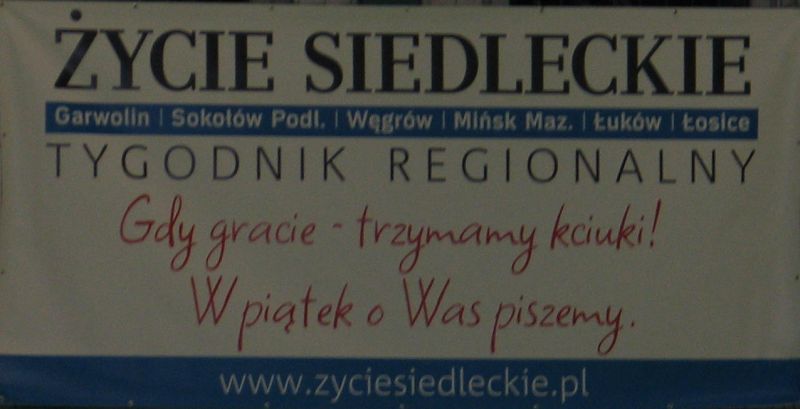 ŻYCIE SIEDLECKIE
Garwolin | Sokołów Podl. | Węgrów | Mińsk Maz. | Łuków | Łosice
TYGODNIK REGIONALNY
Gdy gracie - trzymamy kciuki!
W piątek o Was piszemy.
www.zyciesiedleckie.pl